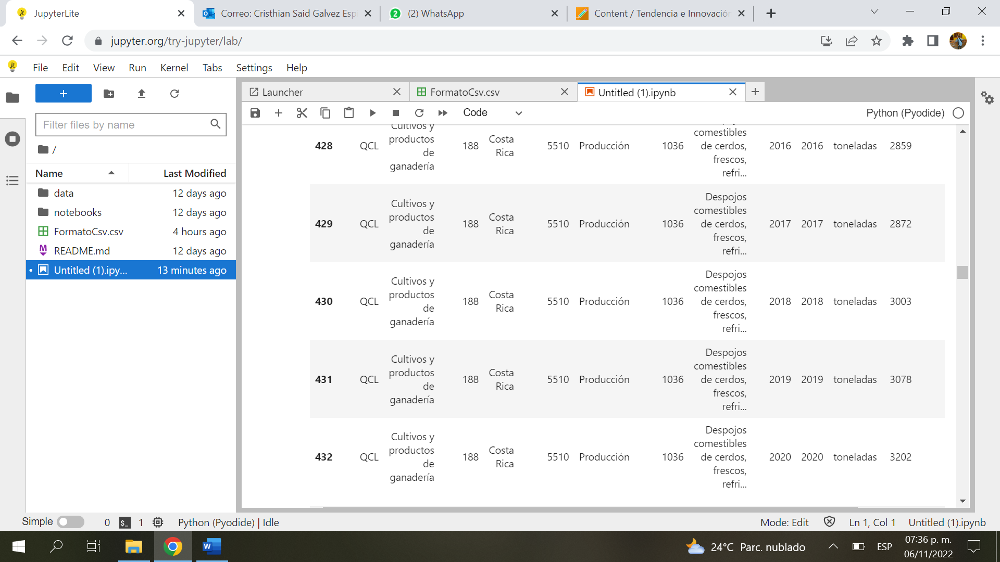 JupyterLite
Correo: Cristhian Said Galvez Esp
(2) WhatsApp
Content / Tendencia e Innovación
jupyter.org/try-jupyter/lab/
File Edit View Run Kernel Tabs Settings Help
Launcher
FormatoCsv.csv
Untitled (1).ipynb
Code
Python (Pyodide)
Filter files by name
/
Name Last Modified
data 12 days ago
notebooks 12 days ago
FormatoCsv.csv 4 hours ago
README.md 12 days ago
Untitled (1).ipy... 13 minutes ago
428 QCL
Cultivos y
productos
de
ganadería
188
Costa
Rica
5510 Producción 1036
Despojos
comestibles
de cerdos,
frescos,
refri...
2016 2016 toneladas 2859
429 QCL
Cultivos y
productos
de
ganadería
188
Costa
Rica
5510 Producción 1036
Despojos
comestibles
de cerdos,
frescos,
refri...
2017 2017 toneladas 2872
430 QCL
Cultivos y
productos
de
ganadería
188
Costa
Rica
5510 Producción 1036
Despojos
comestibles
de cerdos,
frescos,
refri...
2018 2018 toneladas 3003
431 QCL
Cultivos y
productos
de
ganadería
188
Costa
Rica
5510 Producción 1036
Despojos
comestibles
de cerdos,
frescos,
refri...
2019 2019 toneladas 3078
432 QCL
Cultivos y
productos
de
ganadería
188
Costa
Rica
5510 Producción 1036
Despojos
comestibles
de cerdos,
frescos,
refri...
2020 2020 toneladas 3202
Simple 0 $_ 1 Python (Pyodide) | Idle
Mode: Edit Ln 1, Col 1 Untitled (1).ipynb
24°C Parc. nublado
ESP
07:36 p. m.
06/11/2022